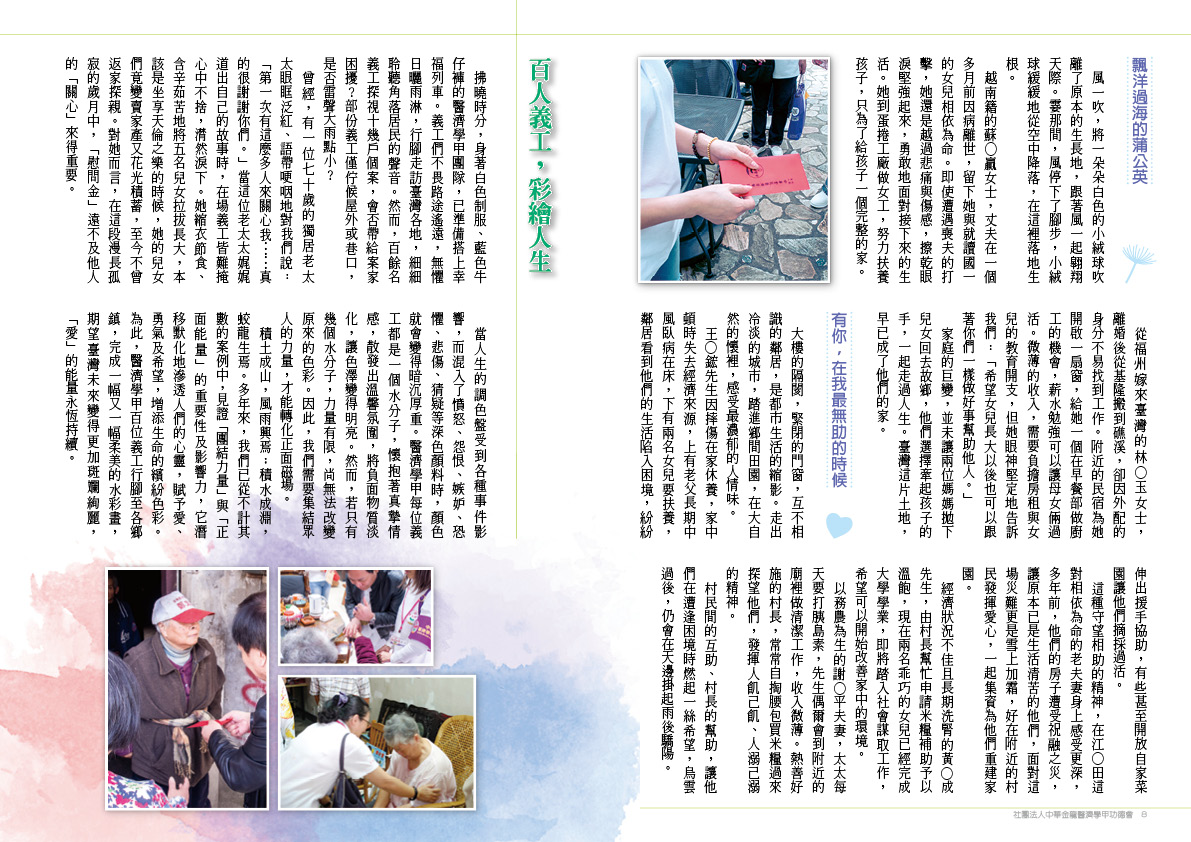 飄洋過海的蒲公英
風一吹，將一朵朵白色的小絨球吹
離了原本的生長地，跟著風一起翱翔
天際。霎那間，風停下了腳步，小絨
球緩緩地從空中降落，在這裡落地生
根。
越南籍的蘇〇瀛女士，丈夫在一個
多月前因病離世，留下她與就讀國一
的女兒相依為命。即使遭遇喪夫的打
擊，她還是越過悲痛與傷感，擦乾眼
淚堅強起來，勇敢地面對接下來的生
活。她到蛋捲工廠做女工，努力扶養
孩子，只為了給孩子一個完整的家。
從福州嫁來臺灣的林〇玉女士，
離婚後從基隆搬到礁溪，卻因外配的
身分不易找到工作。附近的民宿為她
開啟一扇窗，給她一個在早餐部做廚
工的機會，薪水勉強可以讓母女倆過
活。微薄的收入，需要負擔房租與女
兒的教育開支，但她眼神堅定地告訴
我們：「希望女兒長大以後也可以跟
著你們一樣做好事幫助他人。」
家庭的巨變，並未讓兩位媽媽拋下
兒女回去故鄉，他們選擇牽起孩子的
手，一起走過人生。臺灣這片土地，
早已成了他們的家。
有你，在我最無助的時候
大樓的隔閡，緊閉的門窗，互不相
識的鄰居，是都市生活的縮影。走出
冷淡的城市，踏進鄉間田園，在大自
然的懷裡，感受最濃郁的人情味。
王〇鉱先生因摔傷在家休養，家中
頓時失去經濟來源，上有老父長期中
風臥病在床，下有兩名女兒要扶養，
鄰居看到他們的生活陷入困境，紛紛
伸出援手協助，有些甚至開放自家菜
園讓他們摘採過活。
這種守望相助的精神，在江〇田這
對相依為命的老夫妻身上感受更深，
多年前，他們的房子遭受祝融之災，
讓原本已是生活清苦的他們，面對這
場災難更是雪上加霜，好在附近的村
民發揮愛心，一起集資為他們重建家
園。
經濟狀況不佳且長期洗腎的黃〇成
先生，由村長幫忙申請米糧補助予以
溫飽，現在兩名乖巧的女兒已經完成
大學學業，即將踏入社會謀取工作，
希望可以開始改善家中的環境。
以務農為生的謝〇平夫妻，太太每
天要打胰島素，先生偶爾會到附近的
廟裡做清潔工作，收入微薄。熱善好
施的村長，常常自掏腰包買米糧過來
探望他們，發揮人飢己飢、人溺己溺
的精神。
村民間的互助、村長的幫助，讓他
們在遭逢困境時燃起一絲希望，烏雲
過後，仍會在天邊掛起雨後驕陽。
社團法人中華金龍醫濟學甲功德會 8
百人義工，彩繪人生
拂曉時分，身著白色制服、藍色牛
仔褲的醫濟學甲團隊，已準備搭上幸
福列車。義工們不畏路途遙遠，無懼
日曬雨淋，行腳走訪臺灣各地，細細
聆聽角落居民的聲音。然而，百餘名
義工探視十幾戶個案，會否帶給案家
困擾？部份義工僅佇候屋外或巷口，
是否雷聲大雨點小？
曾經，有一位七十歲的獨居老太
太眼眶泛紅、語帶哽咽地對我們說：
「第一次有這麼多人來關心我……真
的很謝謝你們。」當這位老太太娓娓
道出自己的故事時，在場義工皆難掩
心中不捨，潸然淚下。她縮衣節食、
含辛茹苦地將五名兒女拉拔長大，本
該是坐享天倫之樂的時候，她的兒女
們竟變賣家產又花光積蓄，至今不曾
返家探親。對她而言，在這段漫長孤
寂的歲月中，「慰問金」遠不及他人
的「關心」來得重要。
當人生的調色盤受到各種事件影
響，而混入了憤怒、怨恨、嫉妒、恐
懼、悲傷、猜疑等深色顏料時，顏色
就會變得暗沉厚重。醫濟學甲每位義
工都是一個水分子，懷抱著真摯情
感，散發出溫馨氛圍，將負面物質淡
化，讓色澤變得明亮。然而，若只有
幾個水分子，力量有限，尚無法改變
原來的色彩。因此，我們需要集結眾
人的力量，才能轉化正面磁場。
積土成山，風雨興焉；積水成淵，
蛟龍生焉。多年來，我們已從不計其
數的案例中，見證「團結力量」與「正
面能量」的重要性及影響力，它潛
移默化地滲透人們的心靈，賦予愛、
勇氣及希望，增添生命的繽紛色彩。
為此，醫濟學甲百位義工行腳至各鄉
鎮，完成一幅又一幅柔美的水彩畫，
期望臺灣未來變得更加斑斕絢麗，
「愛」的能量永恆持續。